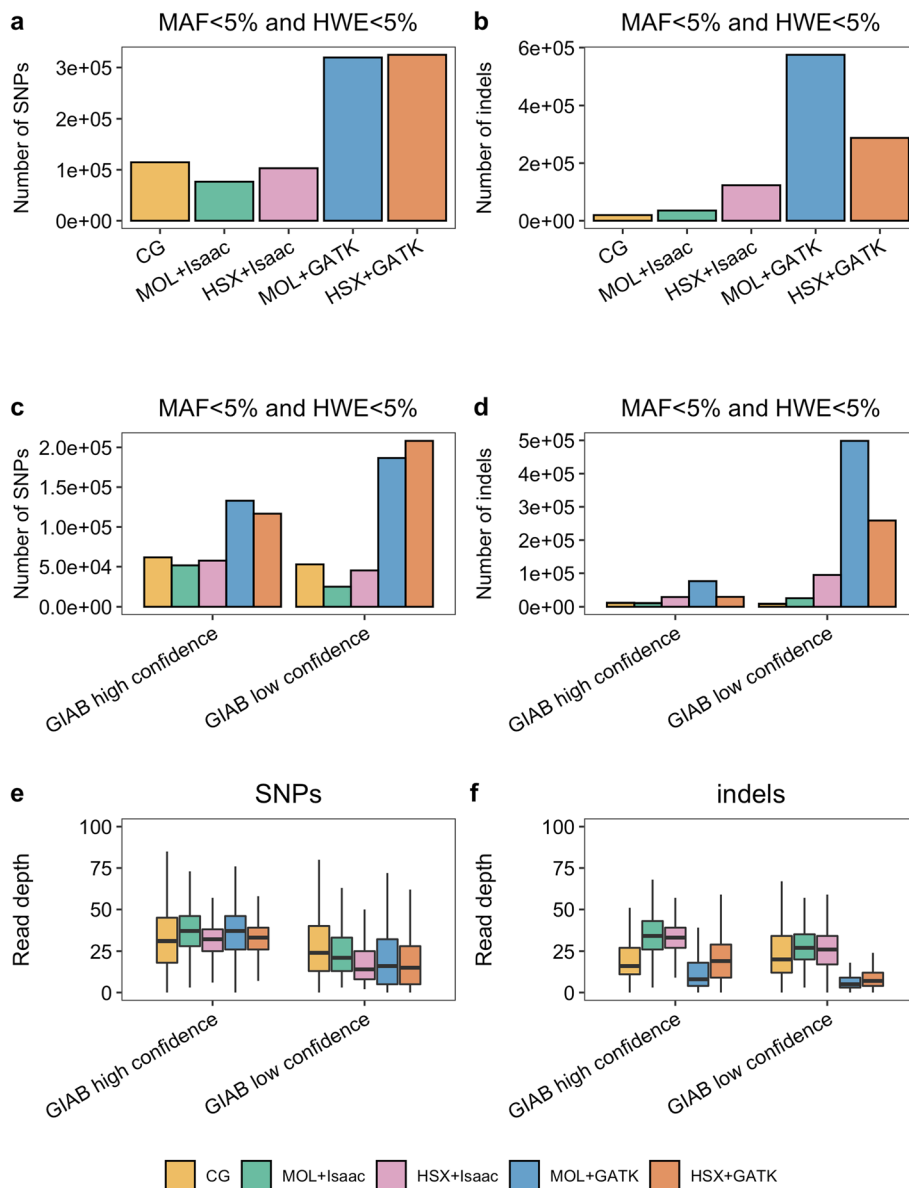 a MAF<5% and HWE<5%
Number of SNPs
3e+05
2e+05
1e+05
0e+00
CG
MOL+Isaac
HSX+Isaac
MOL+GATK
HSX+GATK
b MAF<5% and HWE<5%
Number of indels
6e+05
4e+05
2e+05
0e+00
CG
MOL+Isaac
HSX+Isaac
MOL+GATK
HSX+GATK
c MAF<5% and HWE<5%
Number of SNPs
2.0e+05
1.5e+05
1.0e+05
5.0e+04
0.0e+00
GIAB high confidence
GIAB low confidence
d MAF<5% and HWE<5%
Number of indels
5e+05
4e+05
3e+05
2e+05
1e+05
0e+00
GIAB high confidence
GIAB low confidence
e SNPs
Read depth
100
75
50
25
0
GIAB high confidence
GIAB low confidence
f indels
Read depth
100
75
50
25
0
GIAB high confidence
GIAB low confidence
CG MOL+Isaac HSX+Isaac MOL+GATK HSX+GATK